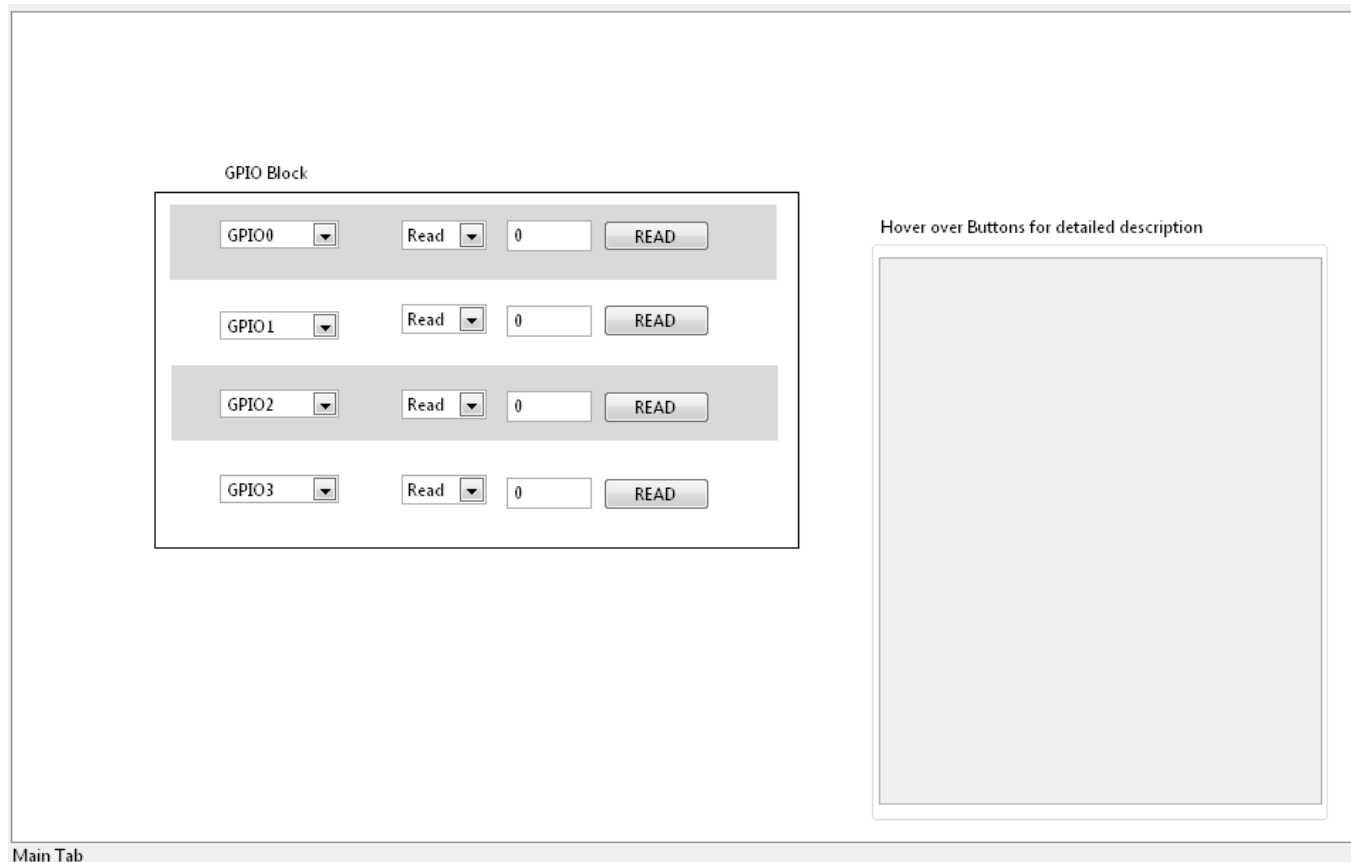 GPIO Block
GPIO0 Read 0 READ
Hover over Buttons for detailed description
GPIO1 Read 0 READ
GPIO2 Read 0 READ
GPIO3 Read 0 READ
Main Tab